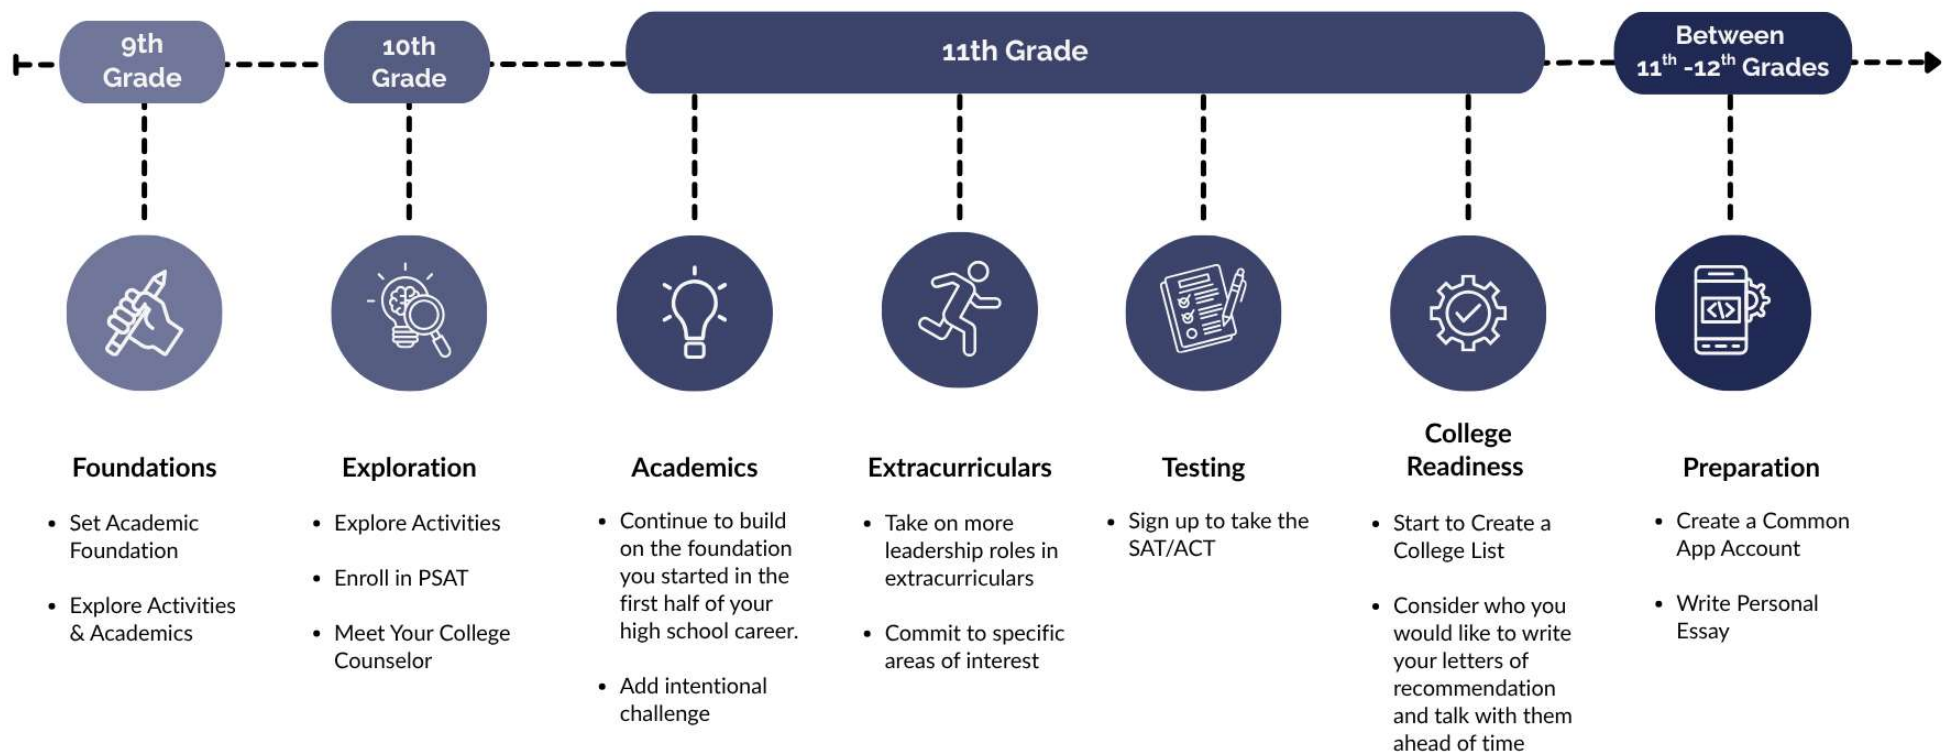 9th
Grade
10th
Grade
11th Grade
Between
11th -12th Grades
Foundations
• Set Academic
Foundation
• Explore Activities
& Academics
Exploration
• Explore Activities
• Enroll in PSAT
• Meet Your College
Counselor
Academics
• Continue to build
on the foundation
you started in the
first half of your
high school career.
• Add intentional
challenge
Extracurriculars
• Take on more
leadership roles in
extracurriculars
• Commit to specific
areas of interest
Testing
• Sign up to take the
SAT/ACT
College
Readiness
• Start to Create a
College List
• Consider who you
would like to write
your letters of
recommendation
and talk with them
ahead of time
Preparation
• Create a Common
App Account
• Write Personal
Essay